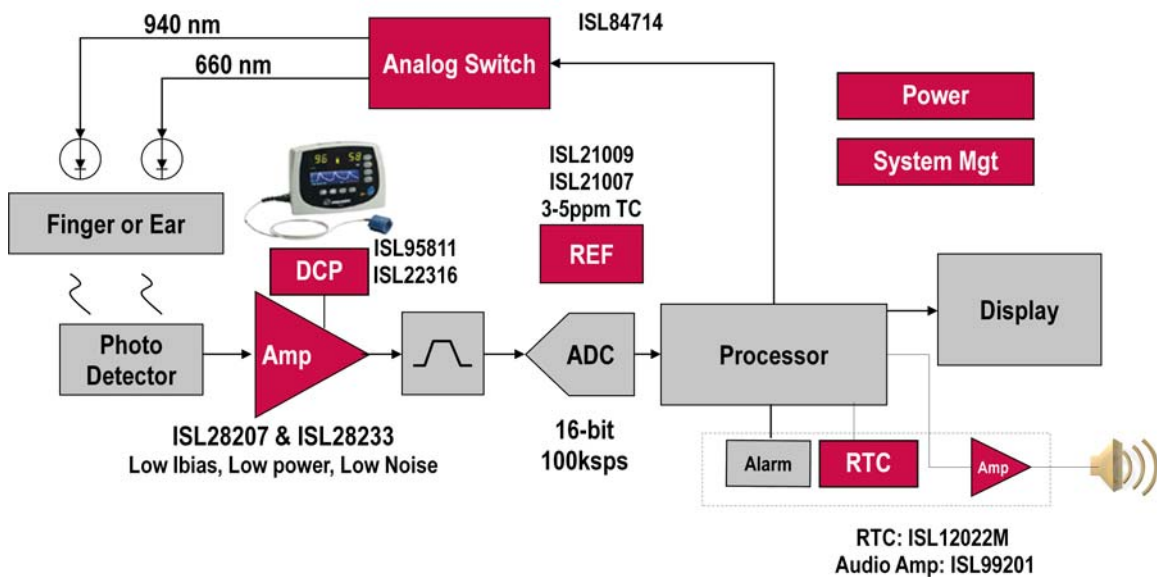 940 nm
660 nm
Analog Switch
ISL84714
Power
System Mgt
Finger or Ear
96 58
ISL21009
ISL21007
3-5ppm TC
REF
ISL95811
ISL22316
DCP
Photo
Detector
Amp
ADC
Processor
Display
ISL28207 & ISL28233
Low Ibias, Low power, Low Noise
16-bit
100ksps
Alarm
RTC
Amp
RTC: ISL12022M
Audio Amp: ISL99201